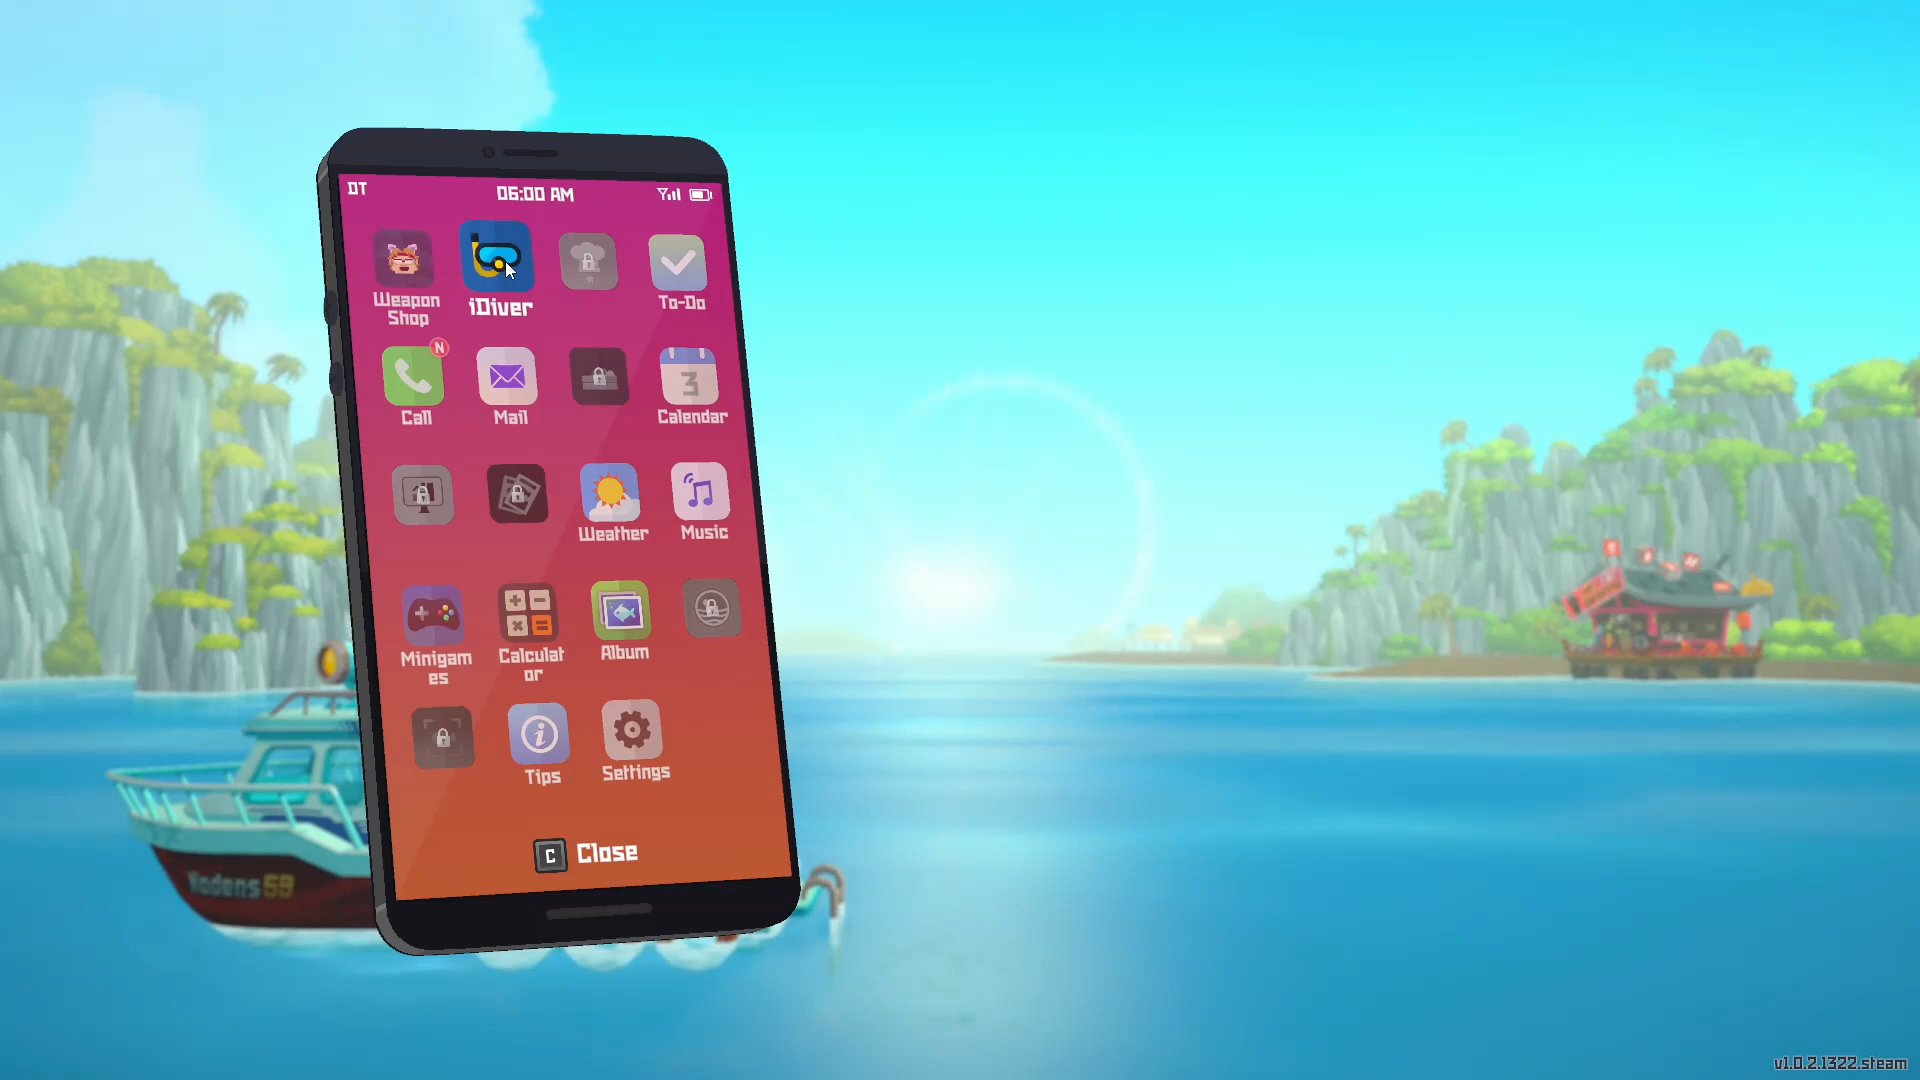 DT
06:00 AM
Weapon
Shop
iDiver
To-Do
N
Call
Mail
3
Calendar
Weather
Music
Minigam
es
Calculat
or
Album
Tips
Settings
C Close
69
v1.0.2.1322.steam